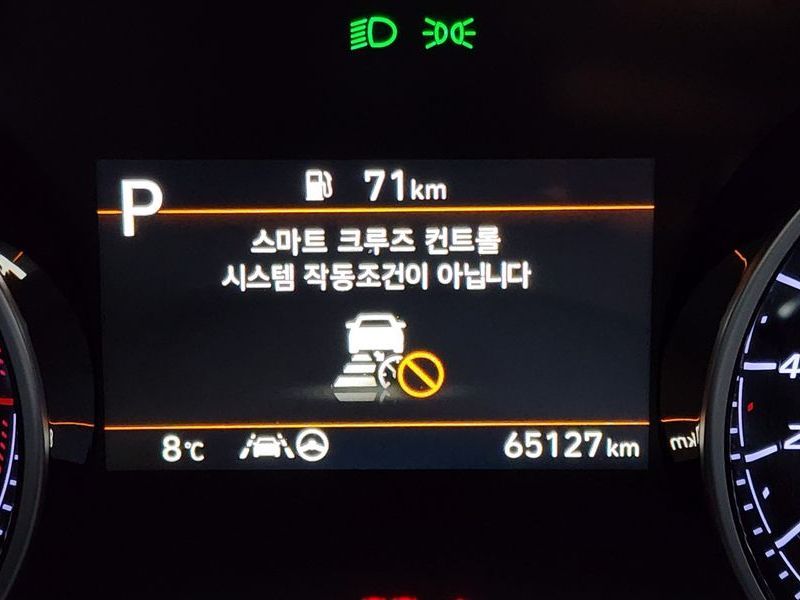 71km
P
스마트 크루즈 컨트롤
시스템 작동조건이 아닙니다
8℃
65127km